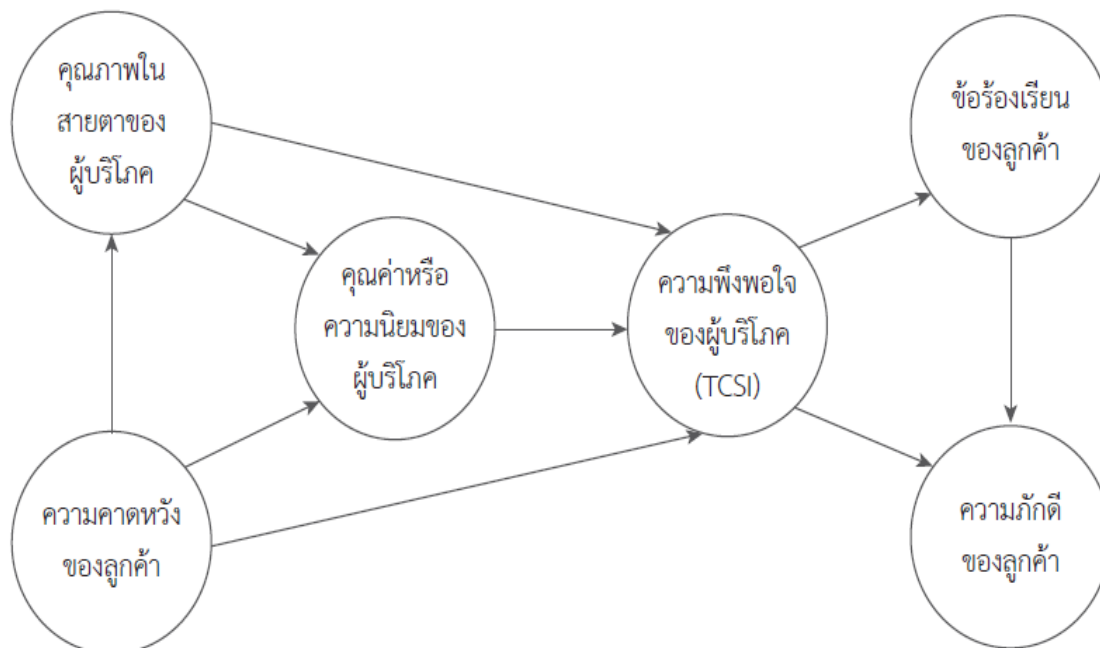 คุณภาพใน
สายตาของ
ผู้บริโภค
ข้อร้องเรียน
ของลูกค้า
คุณค่าหรือ
ความนิยมของ
ผู้บริโภค
ความพึงพอใจ
ของผู้บริโภค
(TCSI)
ความคาดหวัง
ของลูกค้า
ความภักดี
ของลูกค้า